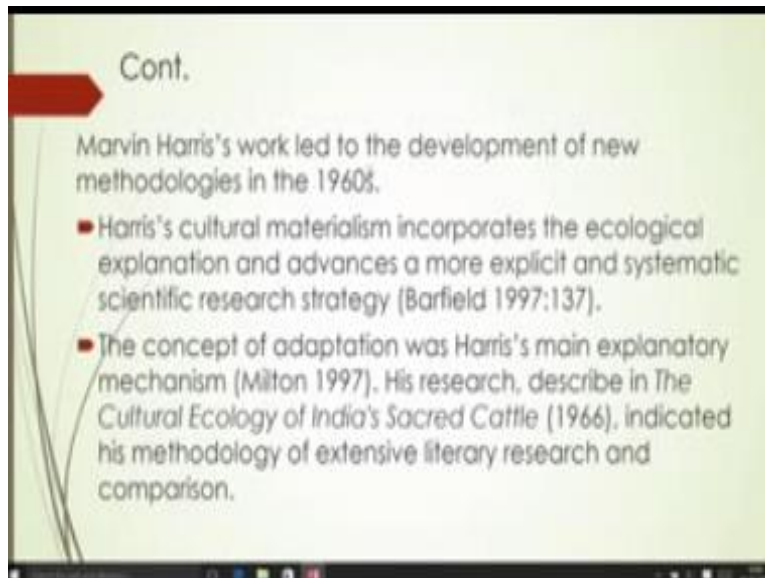 Cont.
Marvin Harris's work led to the development of new
methodologies in the 1960s.
Harris's cultural materialism incorporates the ecological
explanation and advances a more explicit and systematic
scientific research strategy (Barfield 1997:137).
The concept of adaptation was Harris's main explanatory
mechanism (Milton 1997). His research, describe in The
Cultural Ecology of India's Sacred Cattle (1966), indicated
his methodology of extensive literary research and
comparison.